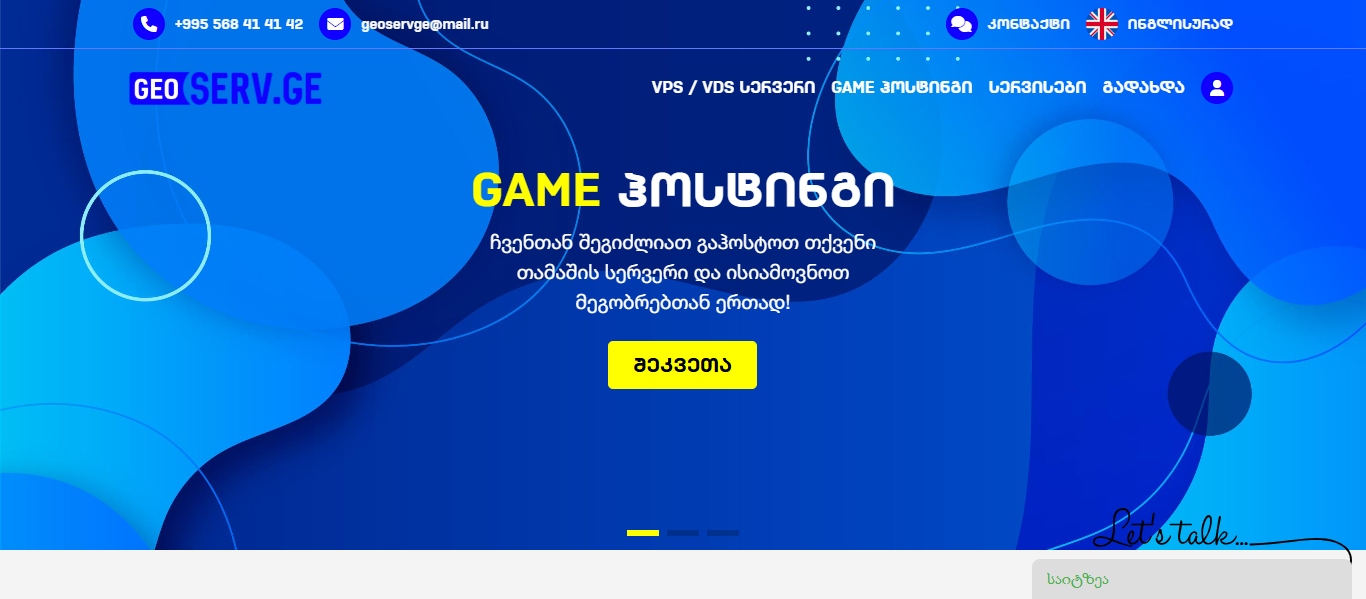 +995 568 41 41 42
geoservge@mail.ru
კონტაქტი
ინგლისურად
GEO SERV.GE
VPS / VDS სერვერი
GAME ჰოსტინგი
სერვისები
გადახდა
GAME ჰოსტინგი
ჩვენთან შეგიძლიათ გაჰოსტოთ თქვენი
თამაშის სერვერი და ისიამოვნოთ
მეგობრებთან ერთად!
შეკვეთა
Let's talk...
საიტზეა